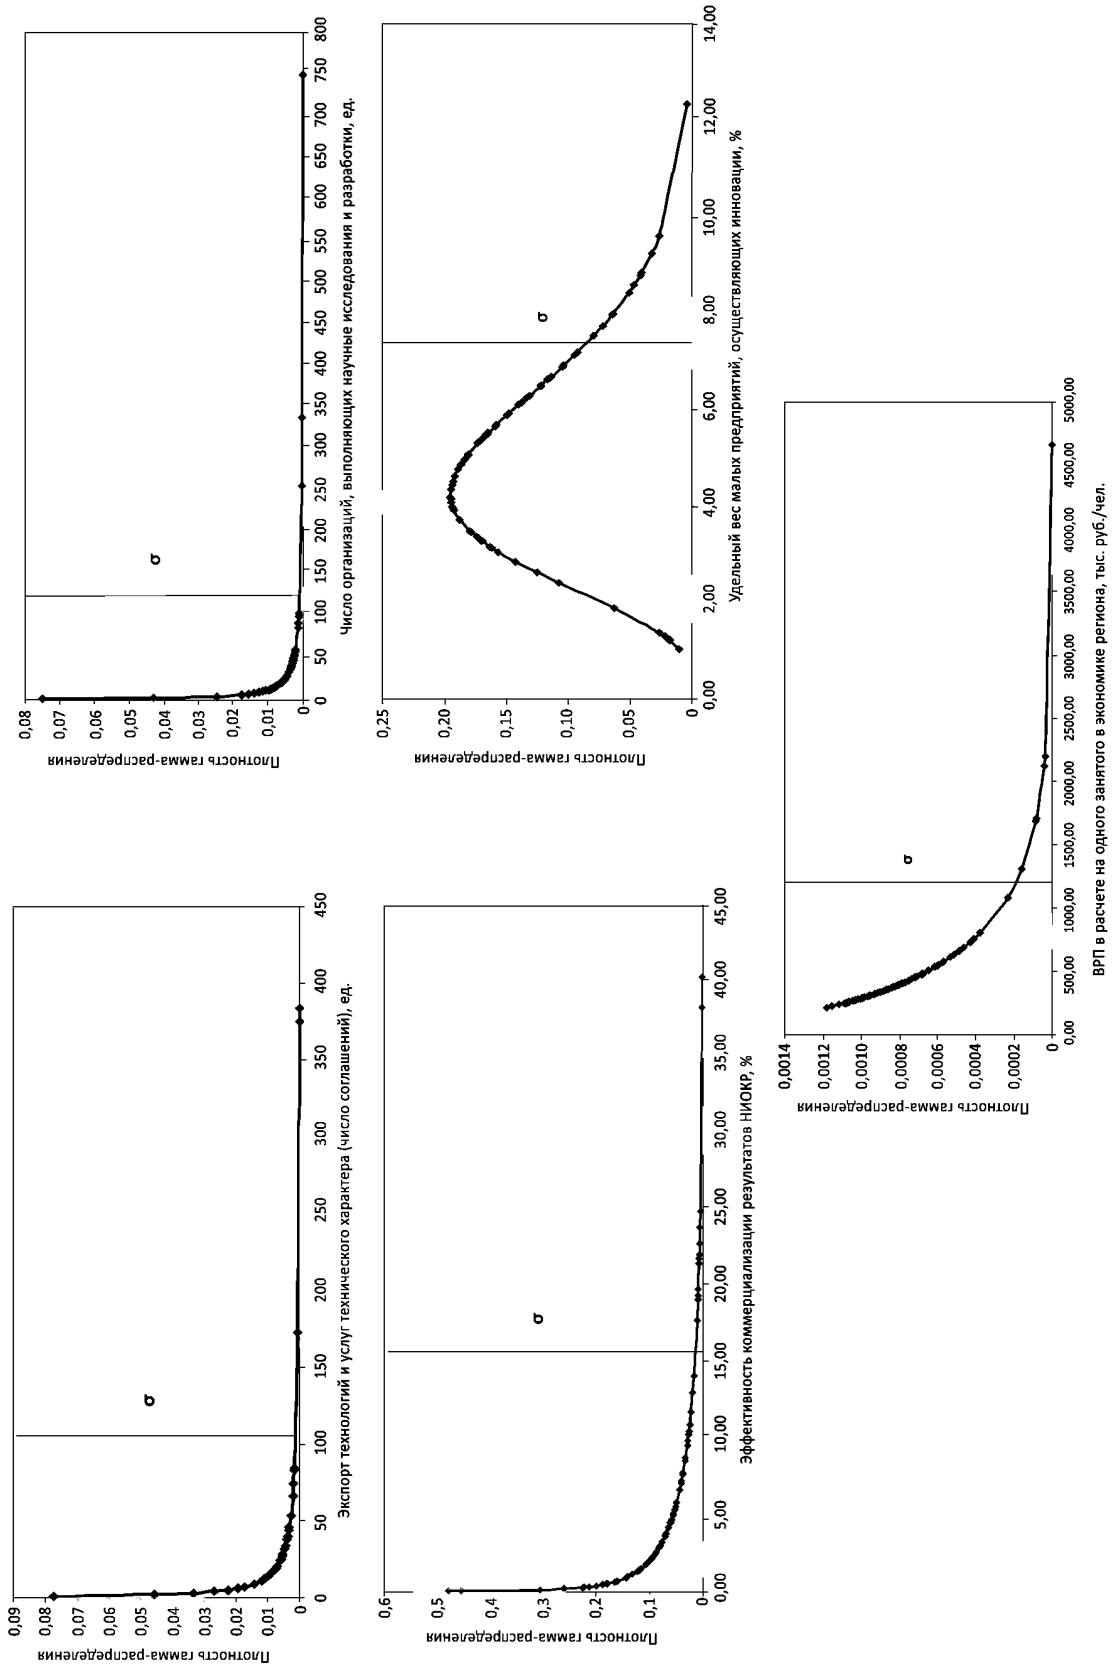 Плотность гамма-распределения
0,09
0,08
0,07
0,06
0,05
0,04
0,03
0,02
0,01
0
σ
0 50 100 150 200 250 300 350 400 450
Экспорт технологий и услуг технического характера (число соглашений), ед.
Плотность гамма-распределения
0,08
0,07
0,06
0,05
0,04
0,03
0,02
0,01
0
σ
0 50 100 150 200 250 300 350 400 450 500 550 600 650 700 750 800
Число организаций, выполняющих научные исследования и разработки, ед.
Плотность гамма-распределения
0,6
0,5
0,4
0,3
0,2
0,1
0
σ
0,00 5,00 10,00 15,00 20,00 25,00 30,00 35,00 40,00 45,00
Эффективность коммерциализации результатов НИОКР, %
Плотность гамма-распределения
0,25
0,20
0,15
0,10
0,05
0
σ
0,00 2,00 4,00 6,00 8,00 10,00 12,00 14,00
Удельный вес малых предприятий, осуществляющих инновации, %
Плотность гамма-распределения
0,0014
0,0012
0,0010
0,0008
0,0006
0,0004
0,0002
0
σ
0,00 500,00 1000,00 1500,00 2000,00 2500,00 3000,00 3500,00 4000,00 4500,00 5000,00
ВРП в расчете на одного занятого в экономике региона, тыс. руб./чел.